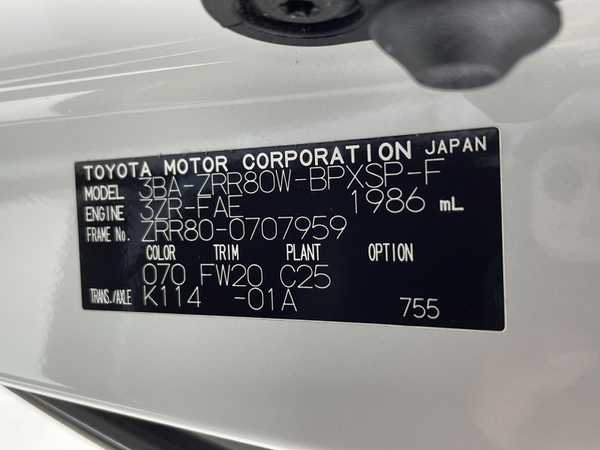 TOYOTA MOTOR CORPORATION JAPAN
MODEL 3BA-ZRR80W-BPXSP-F
ENGINE 3ZR-FAE 1986 mL
FRAME No. ZRR80-0707959
COLOR TRIM PLANT OPTION
070 FW20 C25
TRANS./AXLE K114 -01A
755